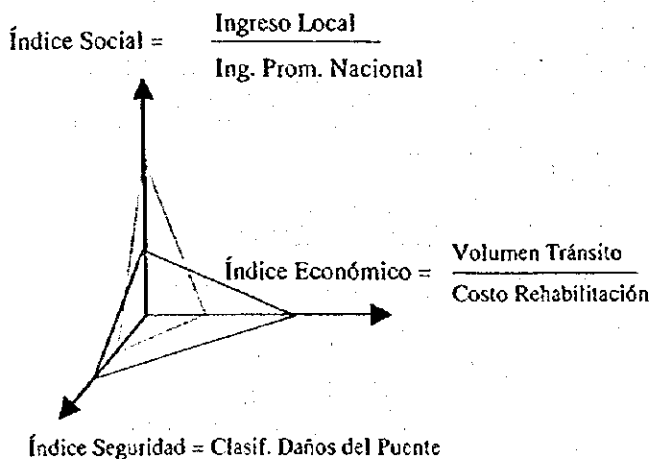 Índice Social = Ingreso Local
Ing. Prom. Nacional
Índice Económico = Volumen Tránsito
Costo Rehabilitación
Índice Seguridad = Clasif. Daños del Puente